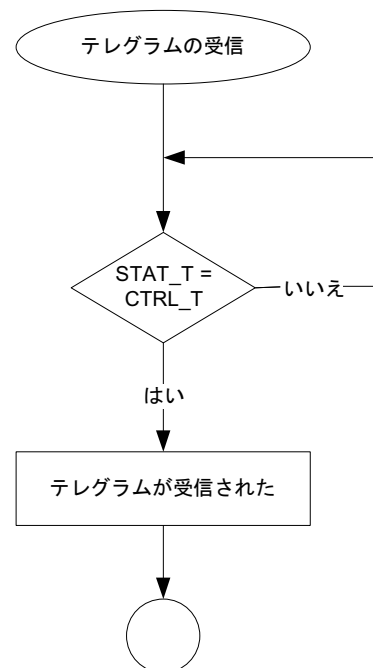 テレグラムの受信
STAT_T =
CTRL_T
いいえ
はい
テレグラムが受信された